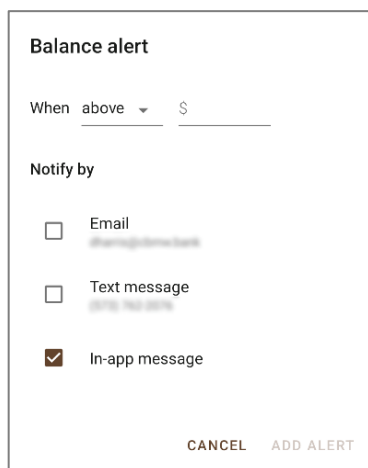 Balance alert
When above $
Notify by
Email
Text message
In-app message
CANCEL ADD ALERT